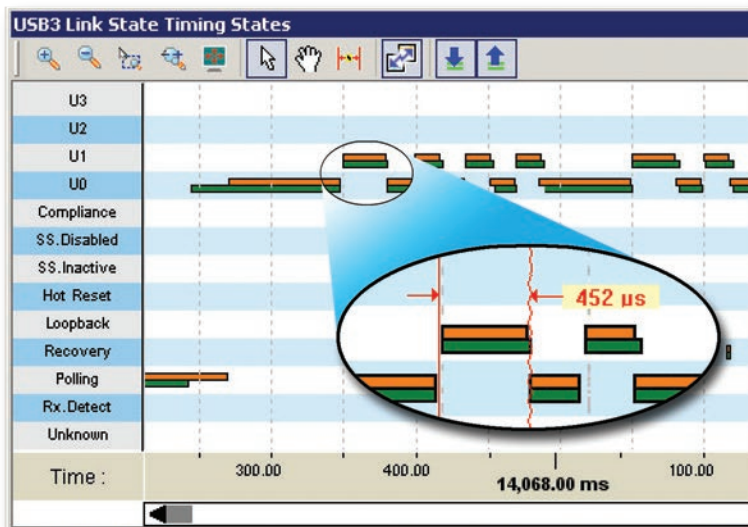 USB3 Link State Timing States
U3
U2
U1
U0
Compliance
SS.Disabled
SS.Inactive
Hot Reset
Loopback
Recovery
Polling
Rx.Detect
Unknown
452 µs
Time :
300.00
400.00
14,068.00 ms
100.00